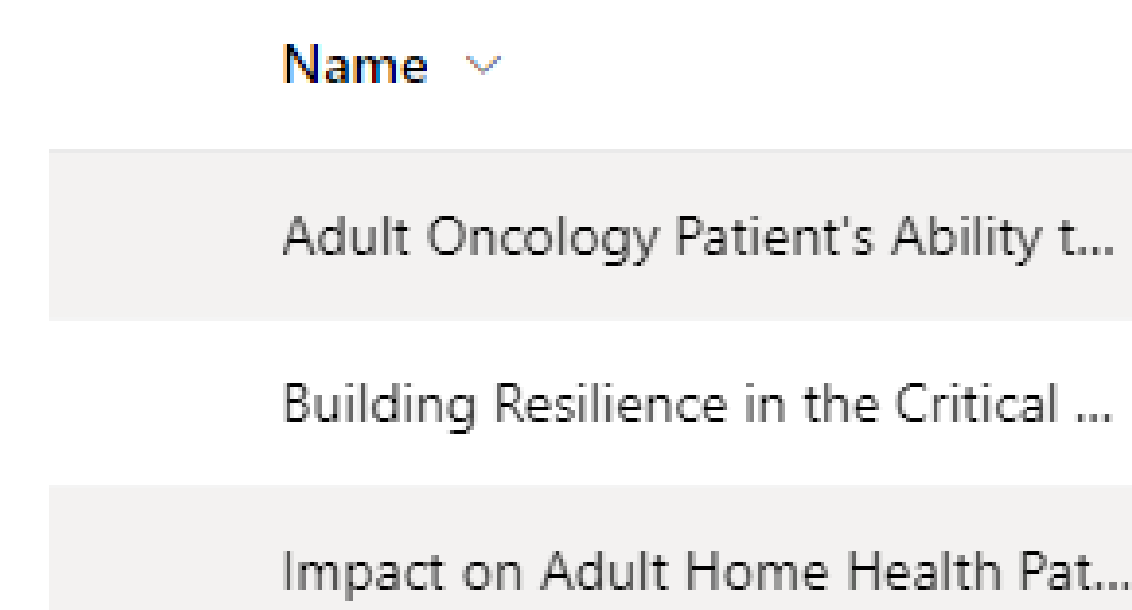 Name
Adult Oncology Patient's Ability t...
Building Resilience in the Critical ...
Impact on Adult Home Health Pat...